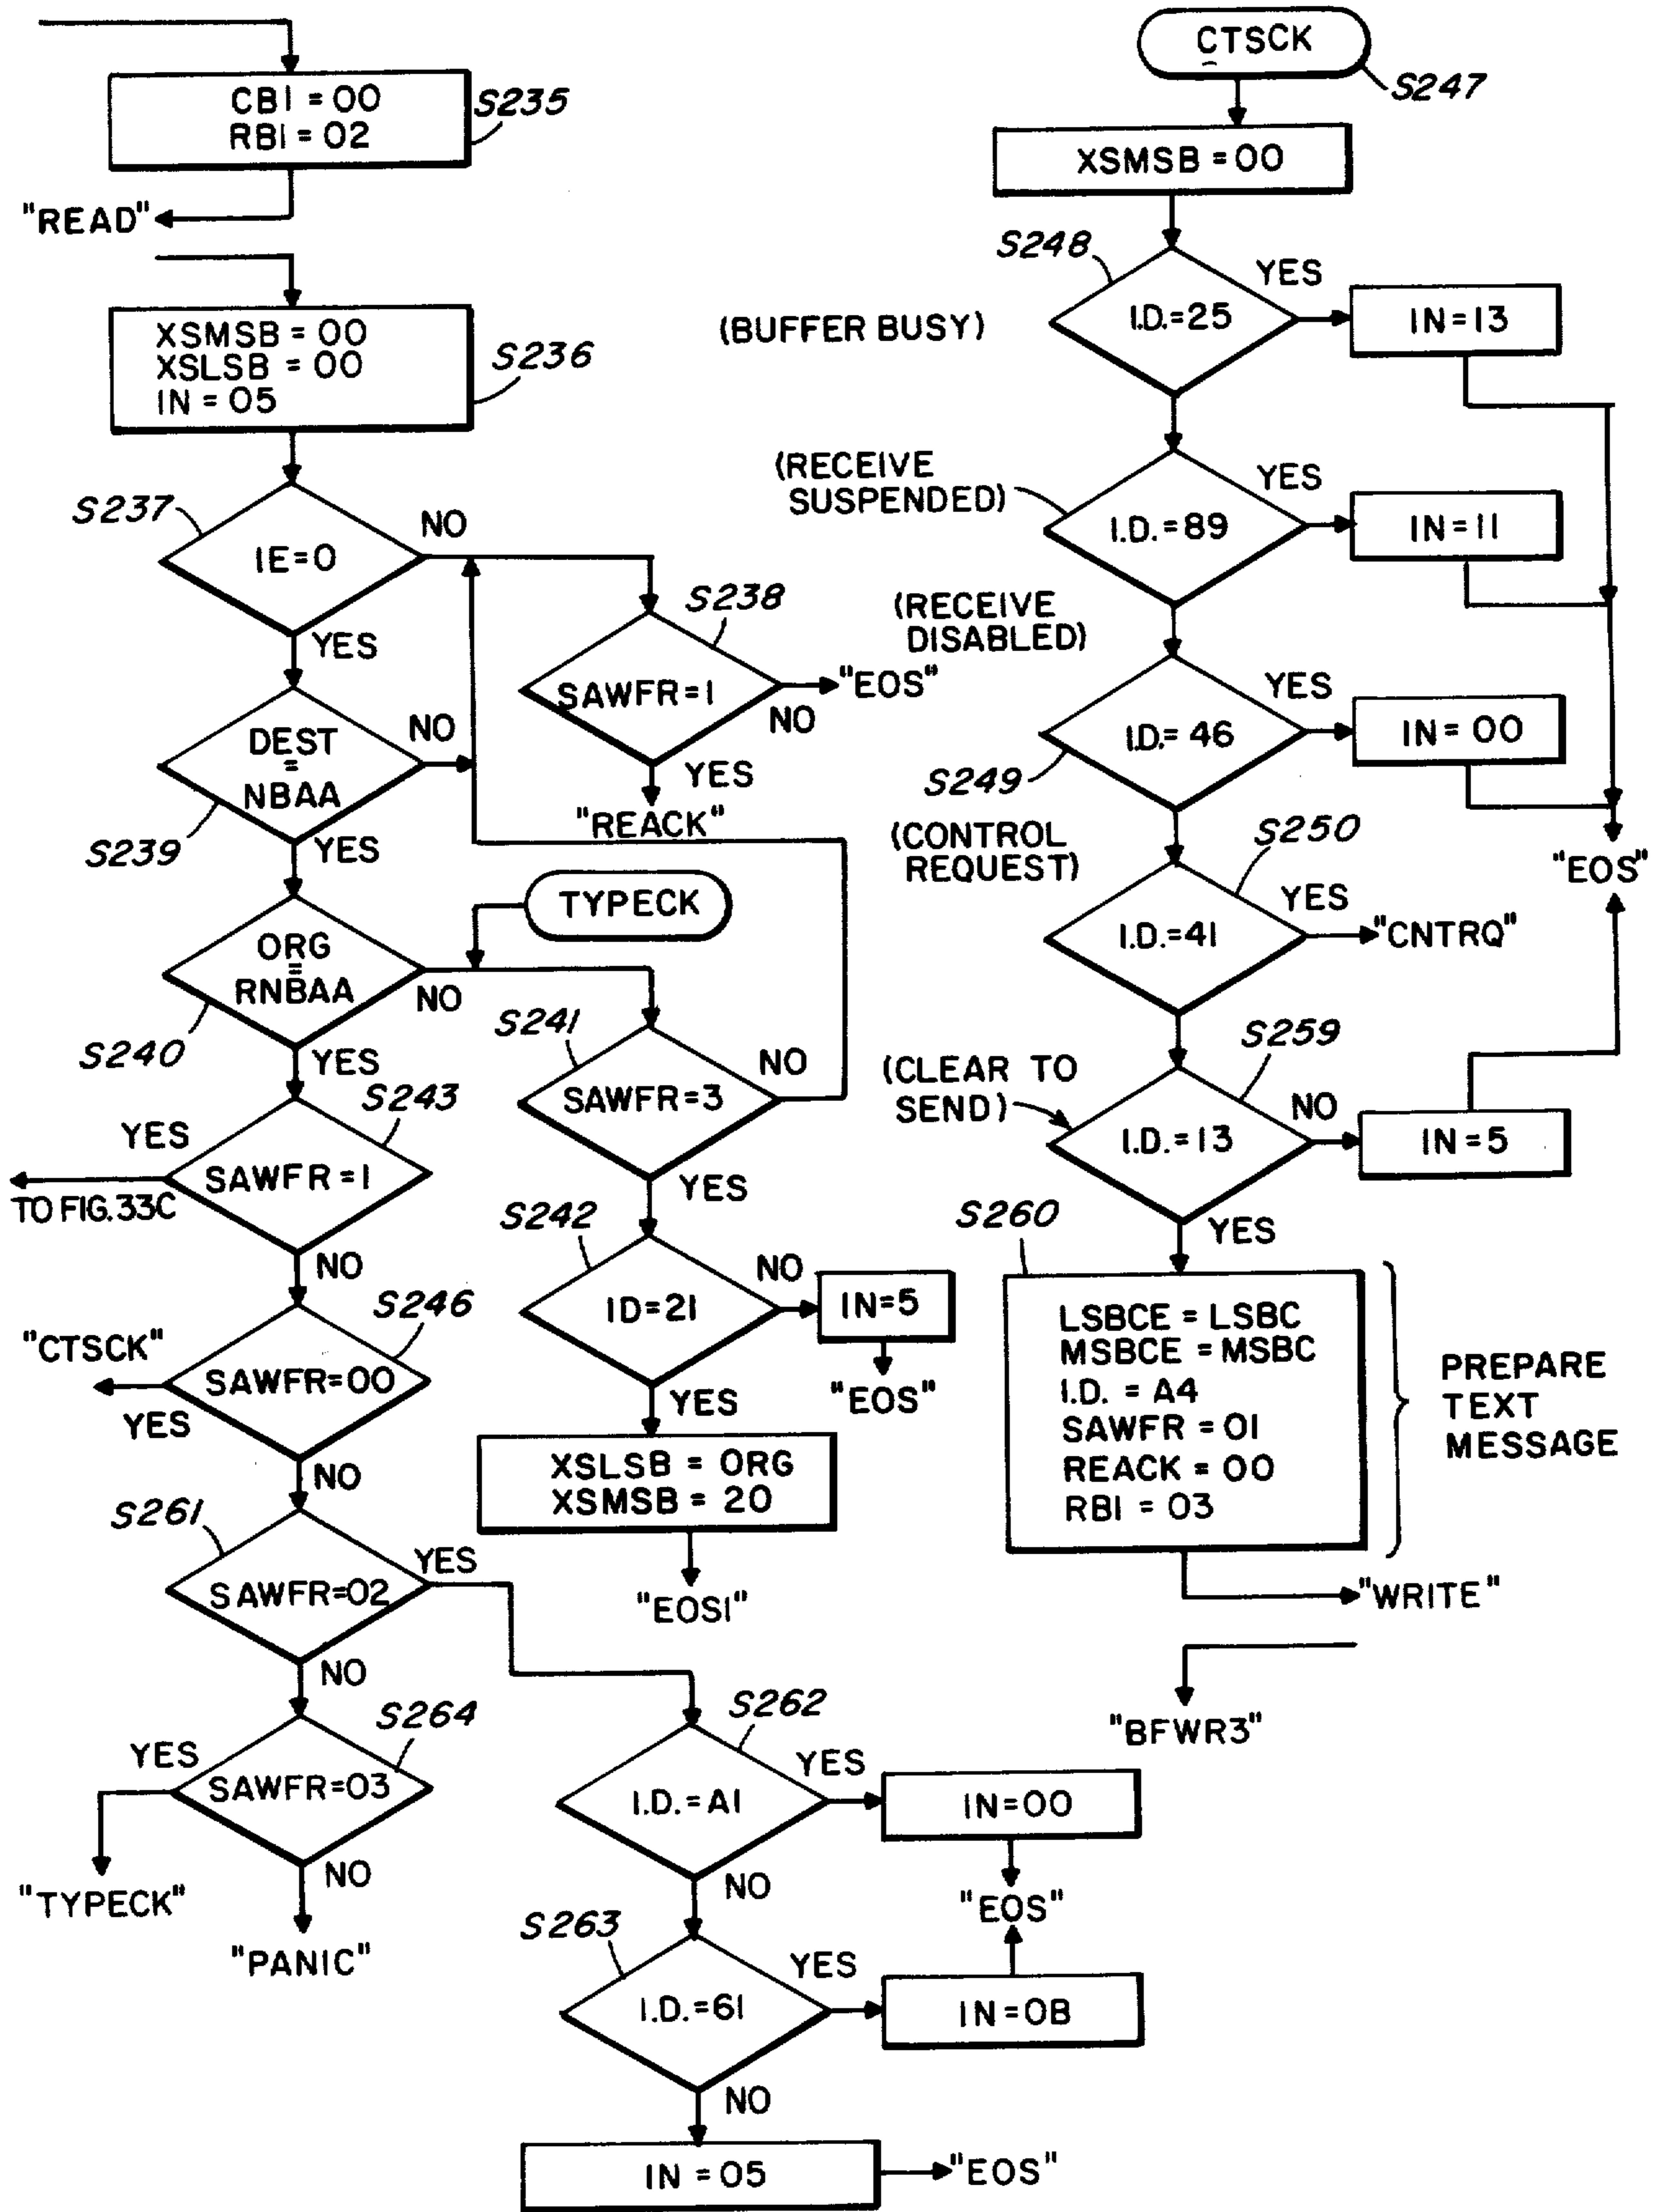 CBI = 00
RBI = 02
S235
"READ"
XSMSB = 00
XSLSB = 00
IN = 05
S236
S237
IE=0
NO
YES
S238
SAWFR=1
"EOS"
NO
YES
"REACK"
DEST
=
NBAA
NO
S239
YES
TYPECK
ORG
=
RNBAA
NO
S240
YES
S241
SAWFR=3
NO
YES
S243
YES
SAWFR=1
TO FIG.33C
NO
S242
ID=21
NO
IN=5
"EOS"
YES
XSLSB = ORG
XSMSB = 20
"EOSI"
S246
"CTSCK"
SAWFR=00
YES
NO
S261
SAWFR=02
YES
NO
S264
YES
SAWFR=03
"TYPECK"
NO
"PANIC"
S262
I.D.=A1
YES
IN=00
"EOS"
NO
S263
I.D.=61
YES
IN=0B
NO
IN =05
"EOS"
CTSCK
S247
XSMSB = 00
S248
(BUFFER BUSY)
I.D.=25
YES
IN=13
(RECEIVE
SUSPENDED)
I.D.=89
YES
IN=11
(RECEIVE
DISABLED)
I.D.= 46
YES
IN= 00
S249
(CONTROL
REQUEST)
S250
I.D.=41
YES
"CNTRQ"
"EOS"
(CLEAR TO
SEND)
S259
I.D.=13
NO
IN=5
YES
S260
LSBCE = LSBC
MSBCE = MSBC
I.D. = A4
SAWFR = 01
REACK = 00
RBI = 03
PREPARE
TEXT
MESSAGE
"WRITE"
"BFWR3"